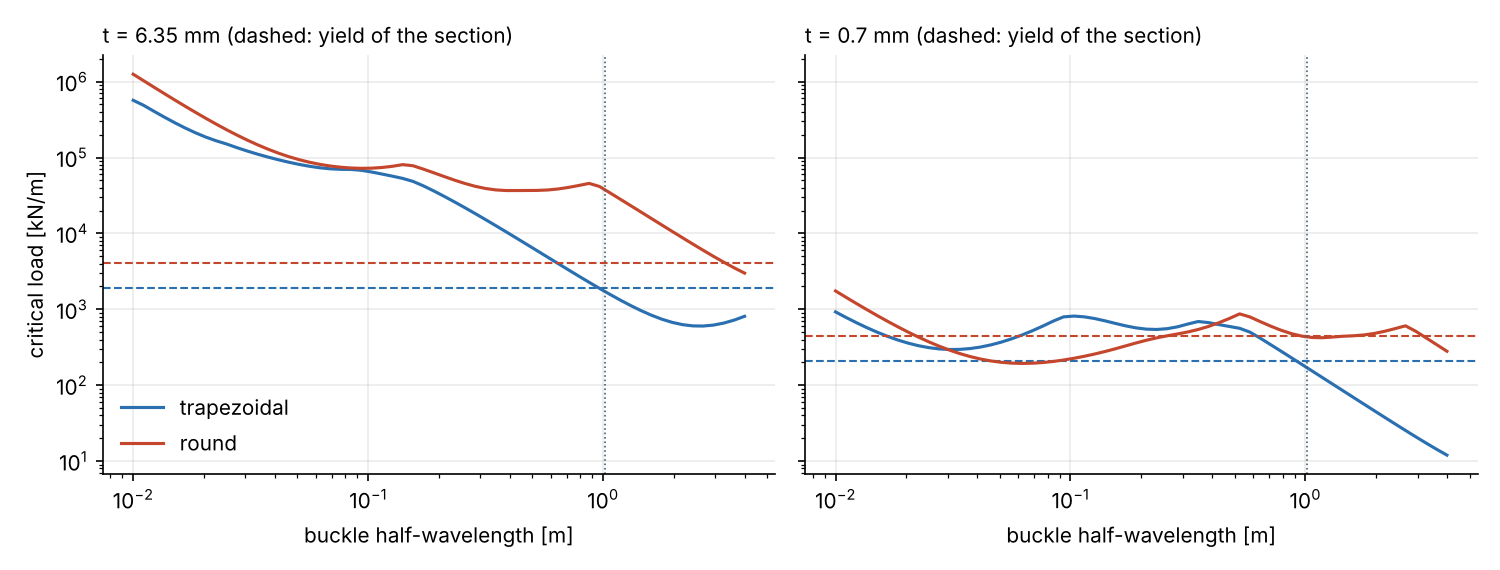 t = 6.35 mm (dashed: yield of the section)
t = 0.7 mm (dashed: yield of the section)
critical load [kN/m]
10⁶
10⁵
10⁴
10³
10²
10¹
trapezoidal
round
10⁻²
10⁻¹
10⁰
10⁻²
10⁻¹
10⁰
buckle half-wavelength [m]
buckle half-wavelength [m]